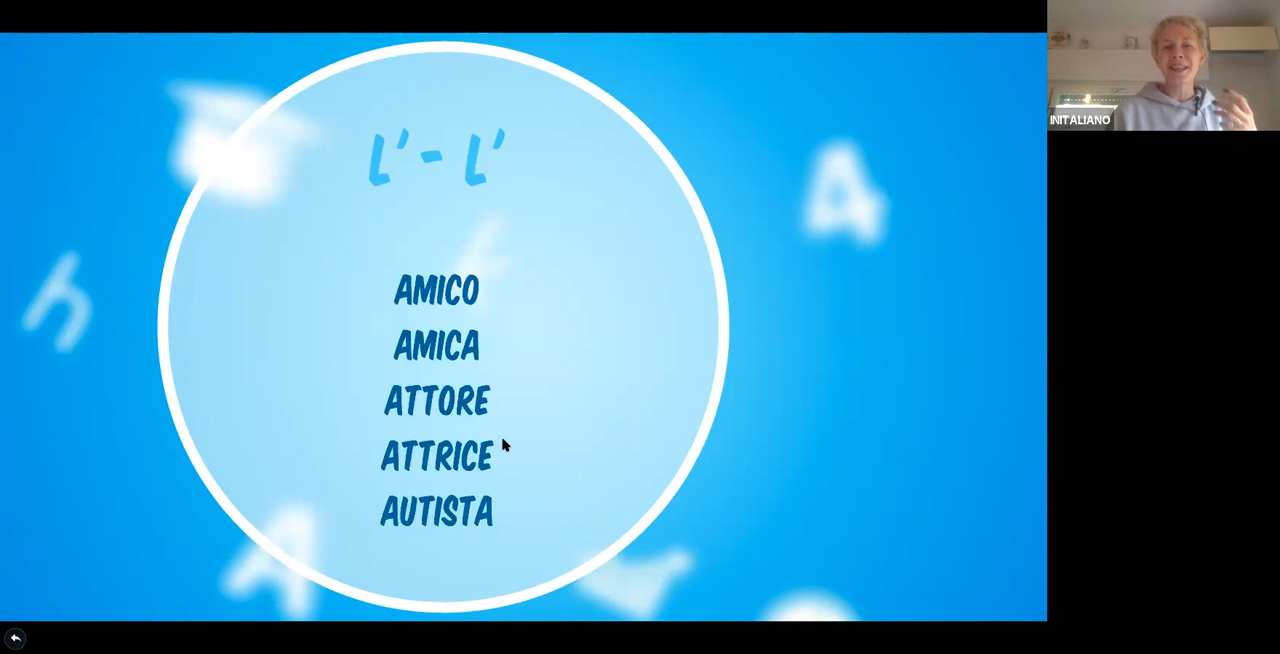 L' - L'
AMICO
AMICA
ATTORE
ATTRICE
AUTISTA
INITALIANO